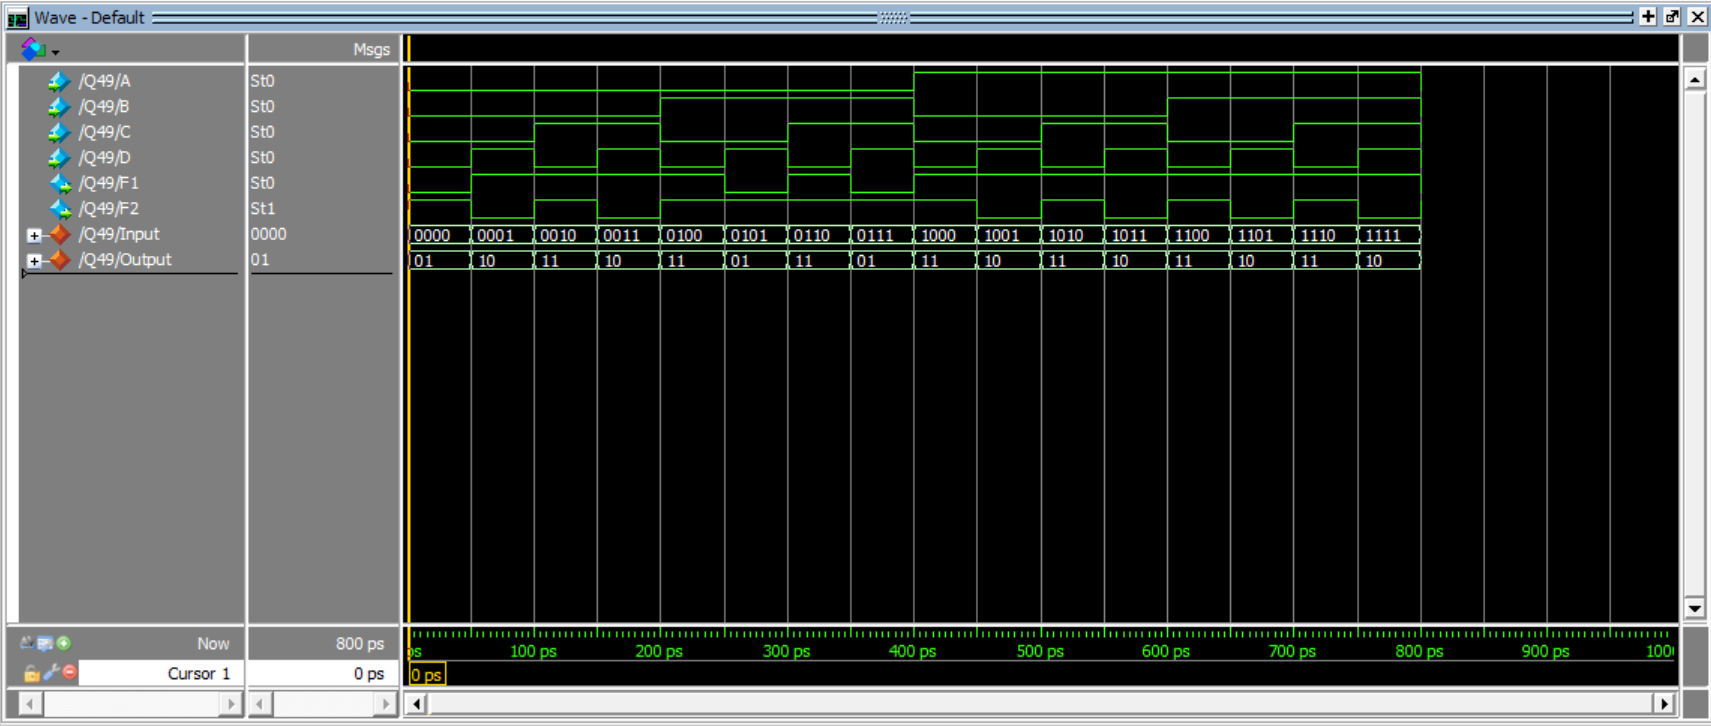 Wave - Default
Msgs
/Q49/A St0
/Q49/B St0
/Q49/C St0
/Q49/D St0
/Q49/F1 St0
/Q49/F2 St1
/Q49/Input 0000 0000 0001 0010 0011 0100 0101 0110 0111 1000 1001 1010 1011 1100 1101 1110 1111
/Q49/Output 01 01 10 11 10 11 01 11 01 11 10 11 10 11 10 11 10
Now 800 ps ps 100 ps 200 ps 300 ps 400 ps 500 ps 600 ps 700 ps 800 ps 900 ps 100
Cursor 1 0 ps 0 ps